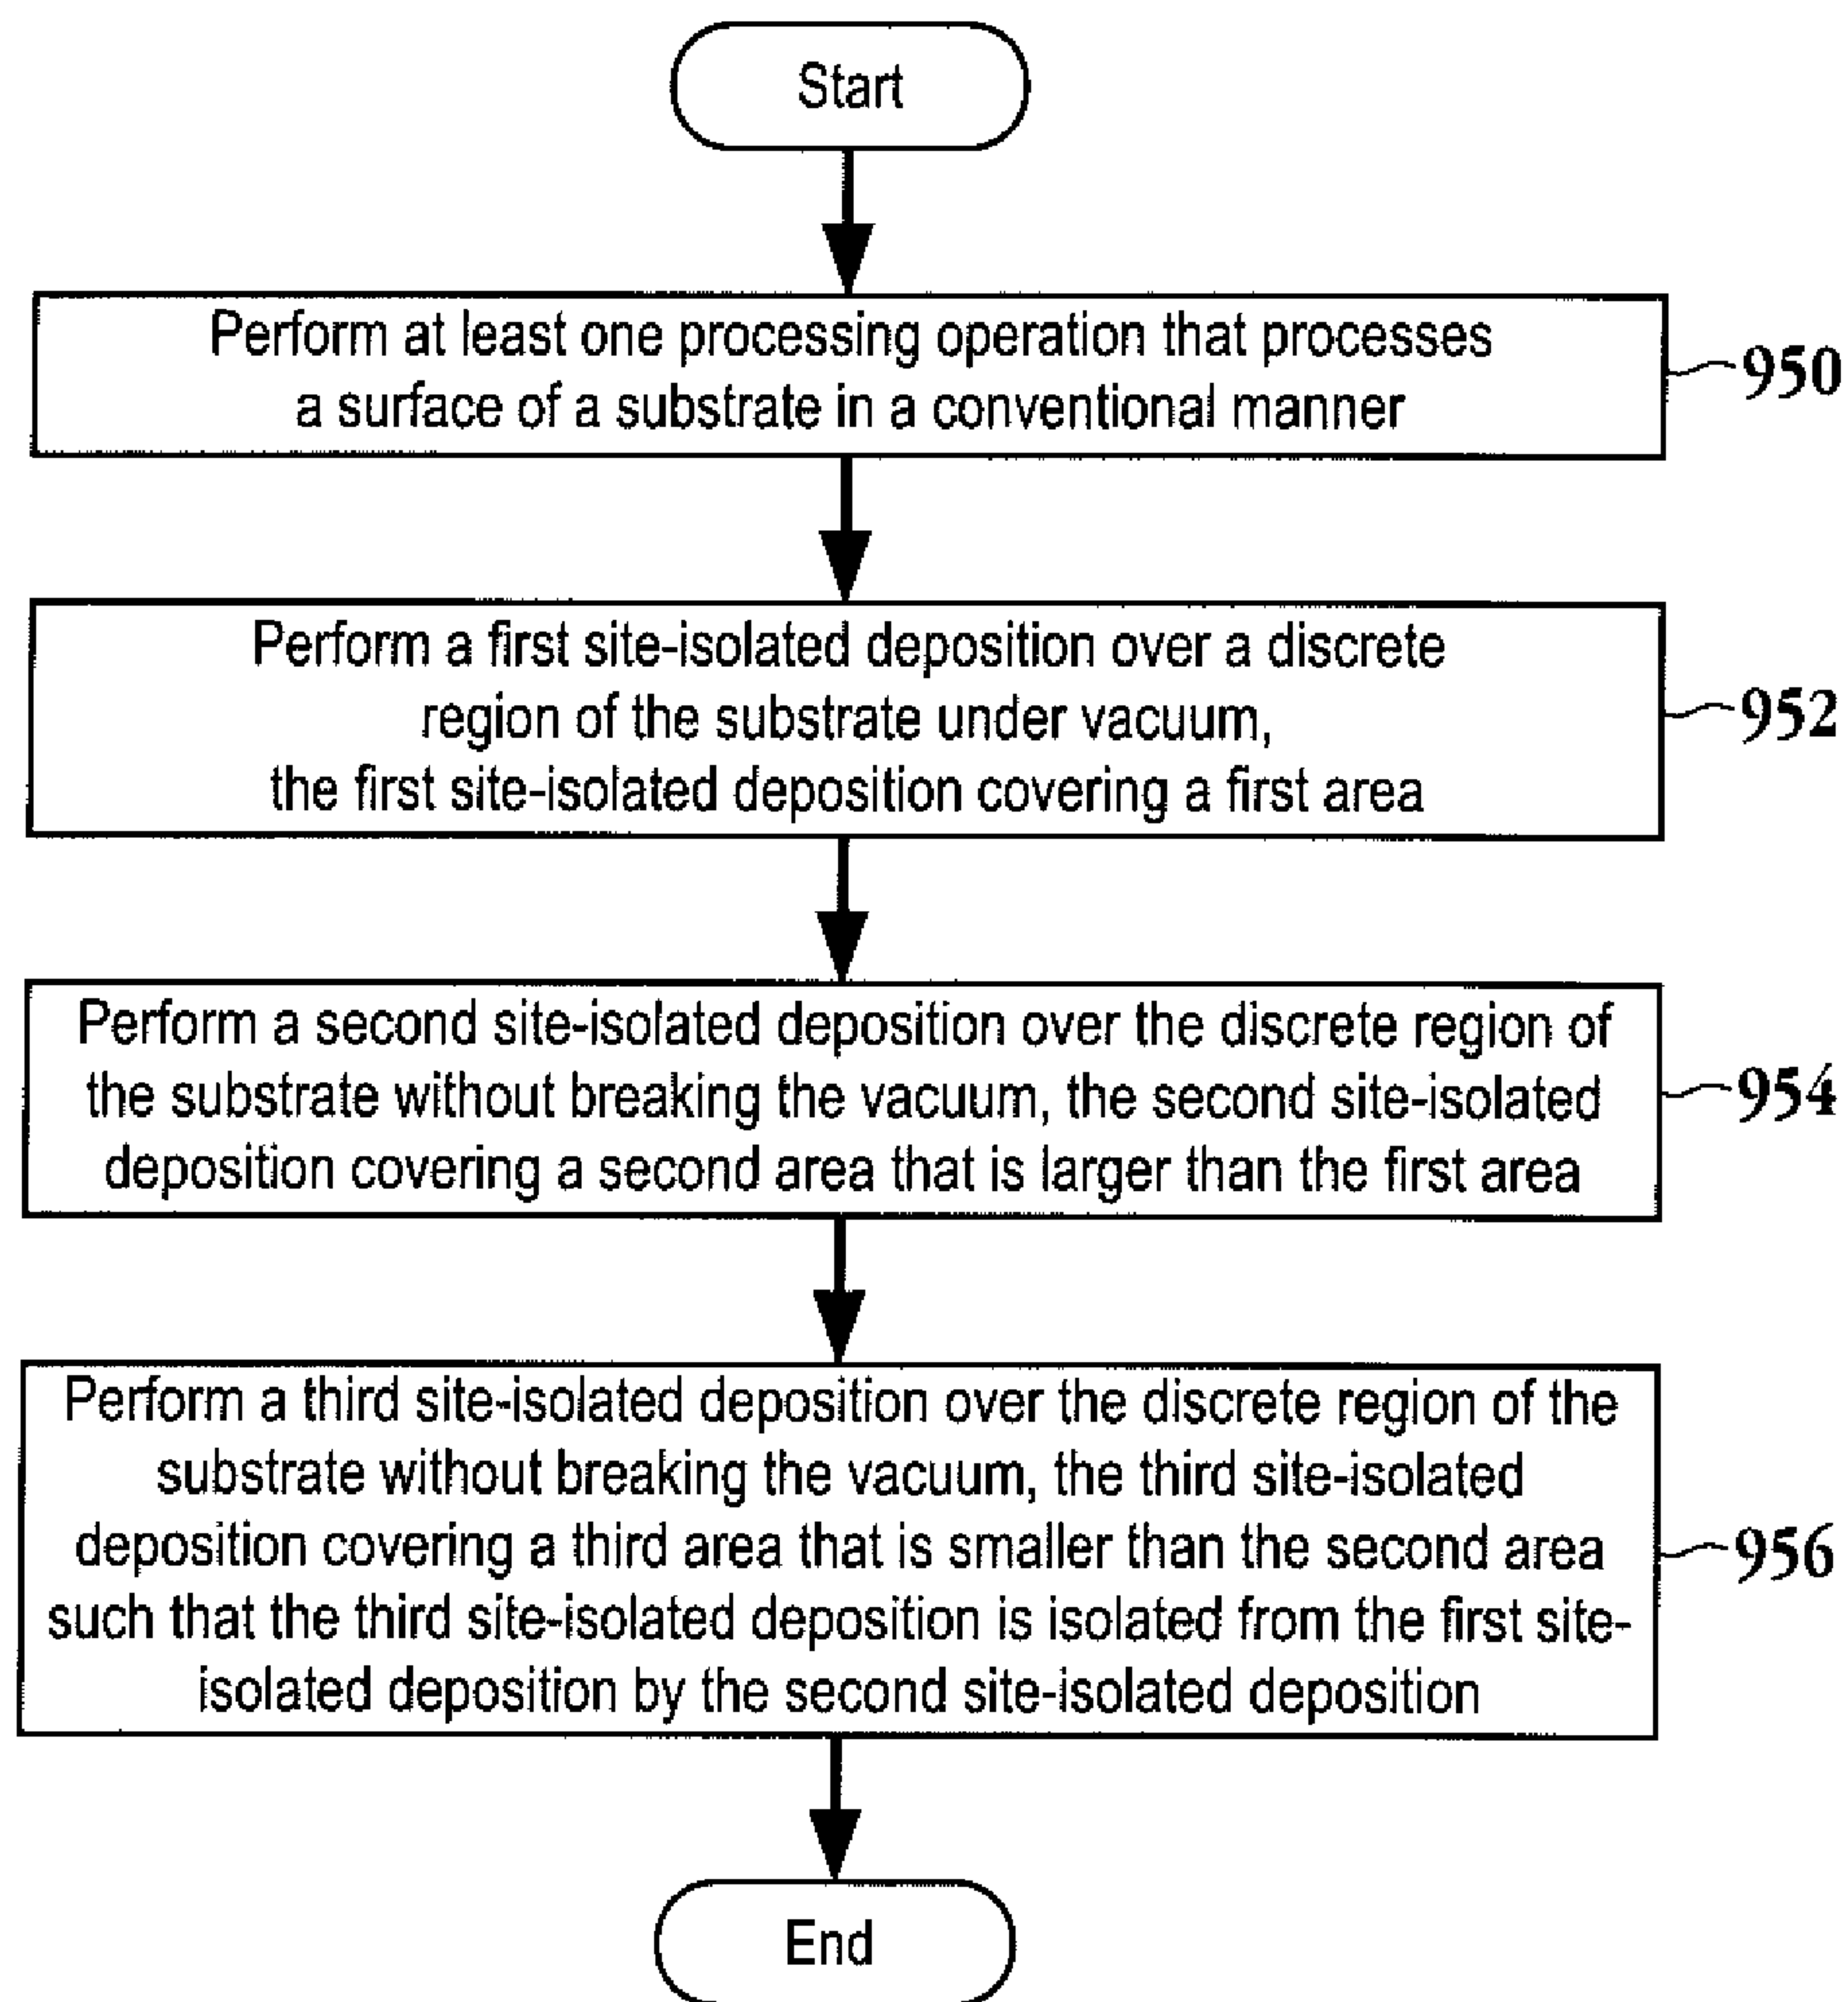 Start
Perform at least one processing operation that processes
a surface of a substrate in a conventional manner
950
Perform a first site-isolated deposition over a discrete
region of the substrate under vacuum,
the first site-isolated deposition covering a first area
952
Perform a second site-isolated deposition over the discrete region of
the substrate without breaking the vacuum, the second site-isolated
deposition covering a second area that is larger than the first area
954
Perform a third site-isolated deposition over the discrete region of the
substrate without breaking the vacuum, the third site-isolated
deposition covering a third area that is smaller than the second area
such that the third site-isolated deposition is isolated from the first site-
isolated deposition by the second site-isolated deposition
956
End